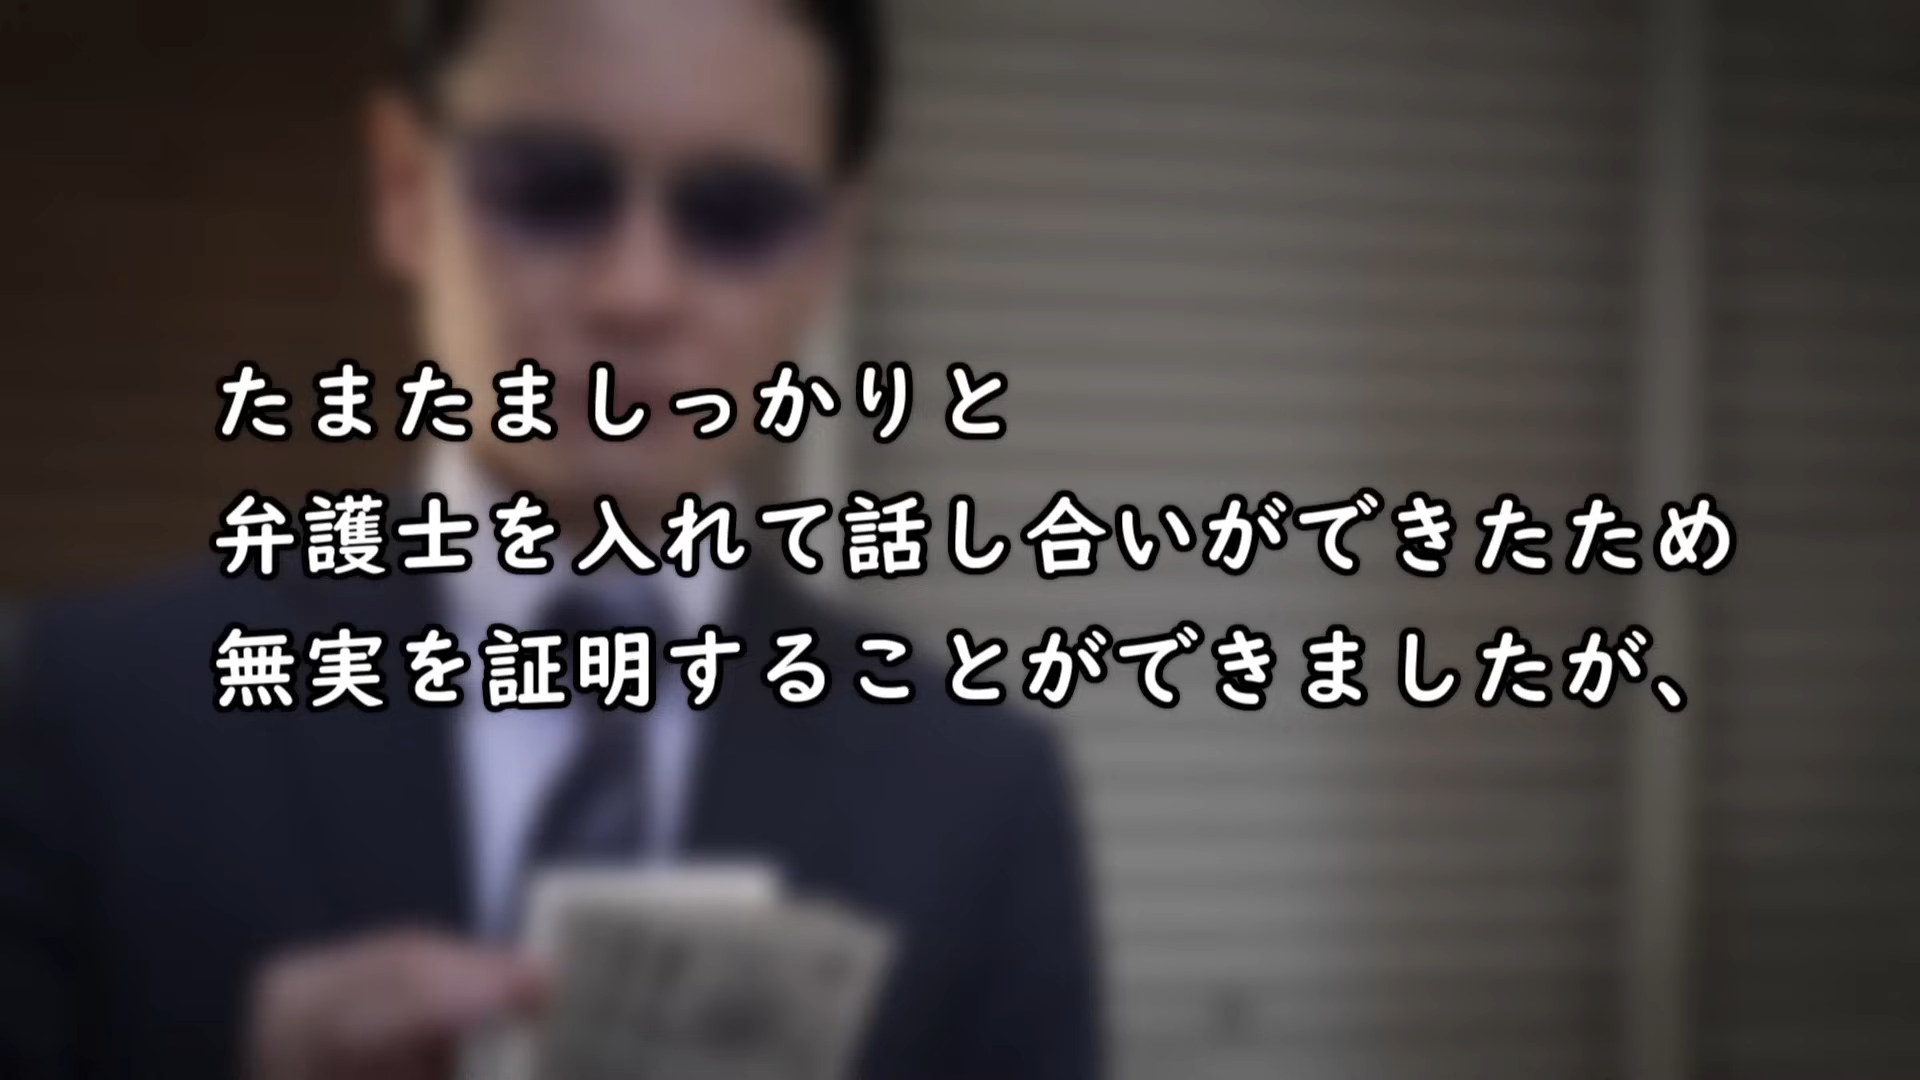 たまたましっかりと
弁護士を入れて話し合いができたため
無実を証明することができましたが、